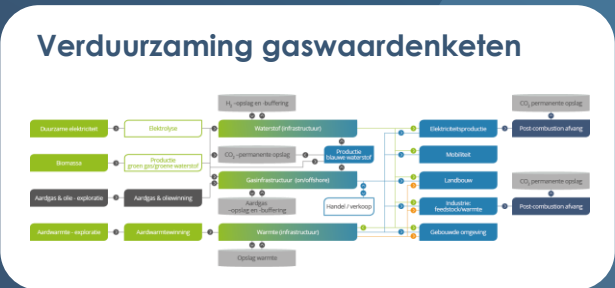 Verduurzaming gaswaardenketen
H₂ -opslag en -buffering
CO₂ permanente opslag
Duurzame elektriciteit
Elektrolyse
Waterstof (infrastructuur)
Elektriciteitsproductie
Post-combustion afvang
Biomassa
Productie
groen gas/groene waterstof
CO₂ -permanente opslag
Productie
blauwe waterstof
Mobiliteit
Aardgas & olie - exploratie
Aardgas & oliewinning
Gasinfrastructuur (on/offshore)
Landbouw
CO₂ permanente opslag
Aardgas
-opslag en -buffering
Handel / verkoop
Industrie:
feedstock/warmte
Post-combustion afvang
Aardwarmte - exploratie
Aardwarmtewinning
Warmte (infrastructuur)
Gebouwde omgeving
Opslag warmte